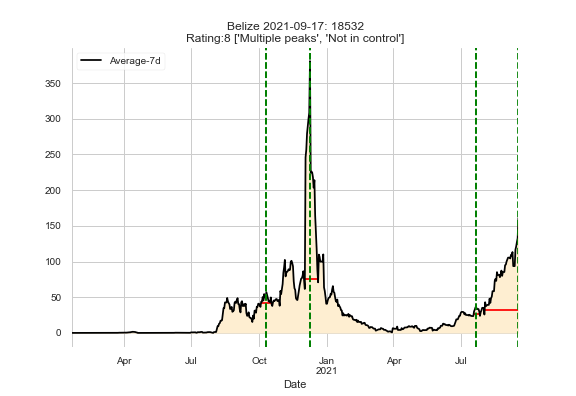 Belize 2021-09-17: 18532
Rating:8 ['Multiple peaks', 'Not in control']
Average-7d
350
300
250
200
150
100
50
0
Apr
Jul
Oct
Jan
2021
Apr
Jul
Date